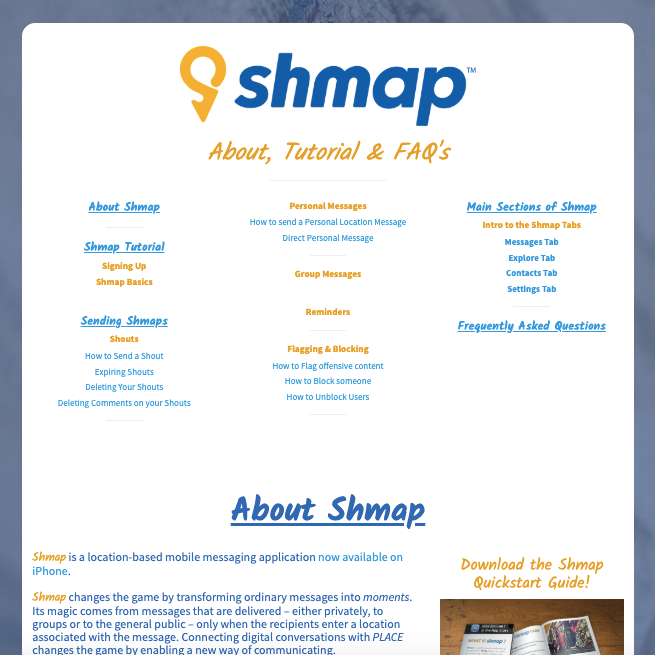 shmap™
About, Tutorial & FAQ's
About Shmap
Shmap Tutorial
Signing Up
Shmap Basics
Sending Shmaps
Shouts
How to Send a Shout
Expiring Shouts
Deleting Your Shouts
Deleting Comments on your Shouts
Personal Messages
How to send a Personal Location Message
Direct Personal Message
Group Messages
Reminders
Flagging & Blocking
How to Flag offensive content
How to Block someone
How to Unblock Users
Main Sections of Shmap
Intro to the Shmap Tabs
Messages Tab
Explore Tab
Contacts Tab
Settings Tab
Frequently Asked Questions
About Shmap
Shmap is a location-based mobile messaging application now available on
iPhone.
Shmap changes the game by transforming ordinary messages into moments.
Its magic comes from messages that are delivered – either privately, to
groups or to the general public – only when the recipients enter a location
associated with the message. Connecting digital conversations with PLACE
changes the game by enabling a new way of communicating.
Download the Shmap
Quickstart Guide!